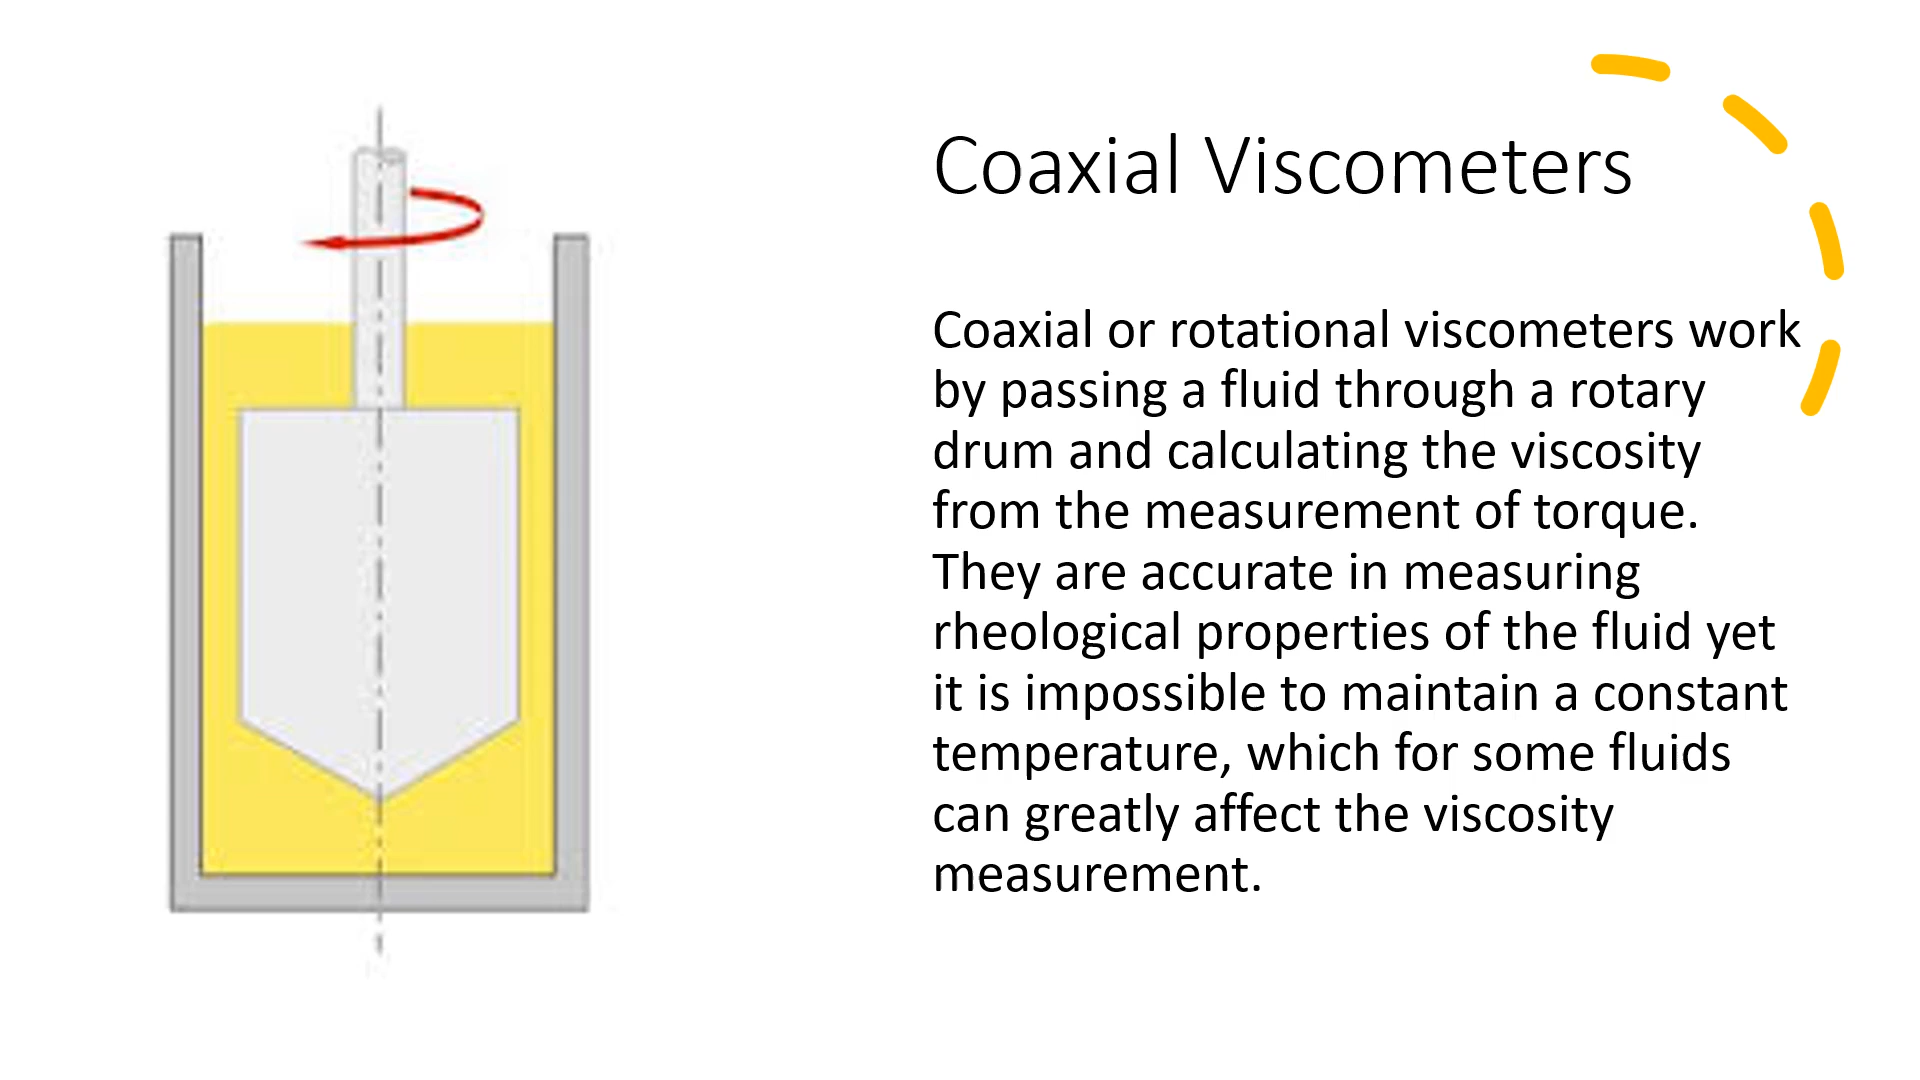 Coaxial Viscometers
Coaxial or rotational viscometers work
by passing a fluid through a rotary
drum and calculating the viscosity
from the measurement of torque.
They are accurate in measuring
rheological properties of the fluid yet
it is impossible to maintain a constant
temperature, which for some fluids
can greatly affect the viscosity
measurement.